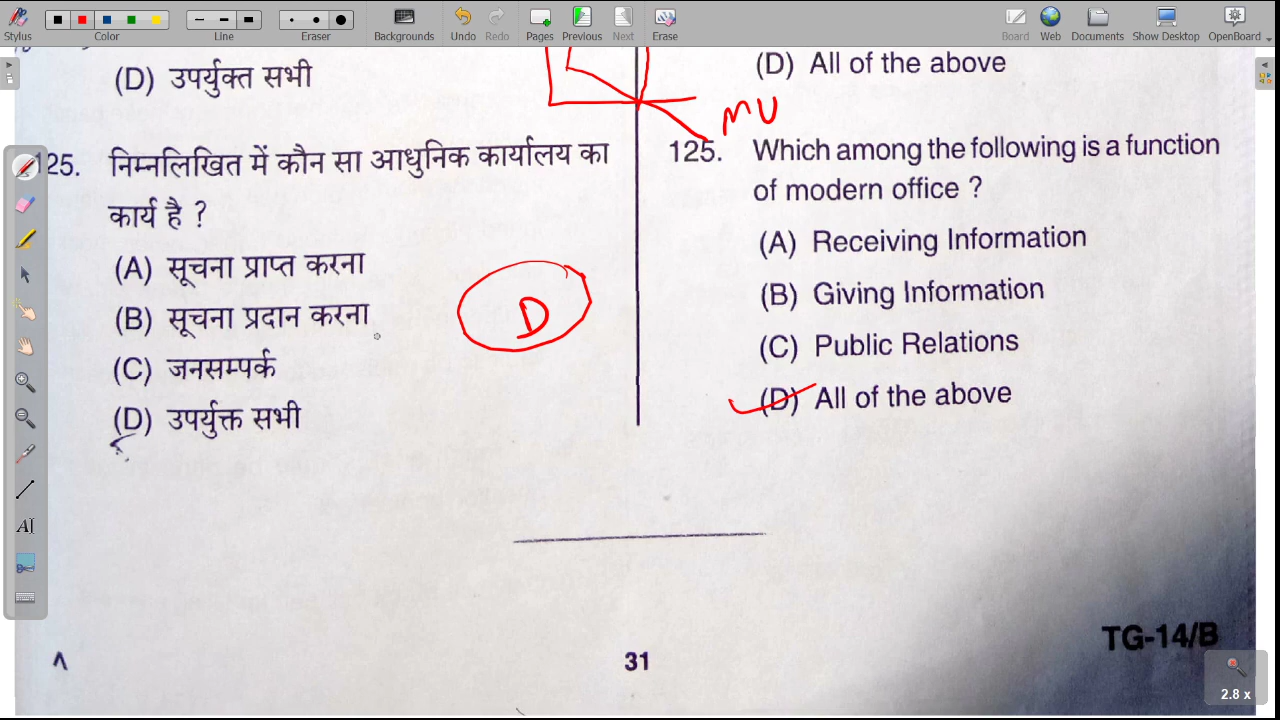 Stylus
Color
Line
Eraser
Backgrounds
Undo
Redo
Pages
Previous
Next
Erase
Board
Web
Documents
Show Desktop
OpenBoard
(D) उपर्युक्त सभी
125. निम्नलिखित में कौन सा आधुनिक कार्यालय का
कार्य है ?
(A) सूचना प्राप्त करना
(B) सूचना प्रदान करना
(C) जनसम्पर्क
(D) उपर्युक्त सभी
D
(D) All of the above
MU
125. Which among the following is a function
of modern office ?
(A) Receiving Information
(B) Giving Information
(C) Public Relations
(D) All of the above
AI
31
TG-14/B
2.8 x